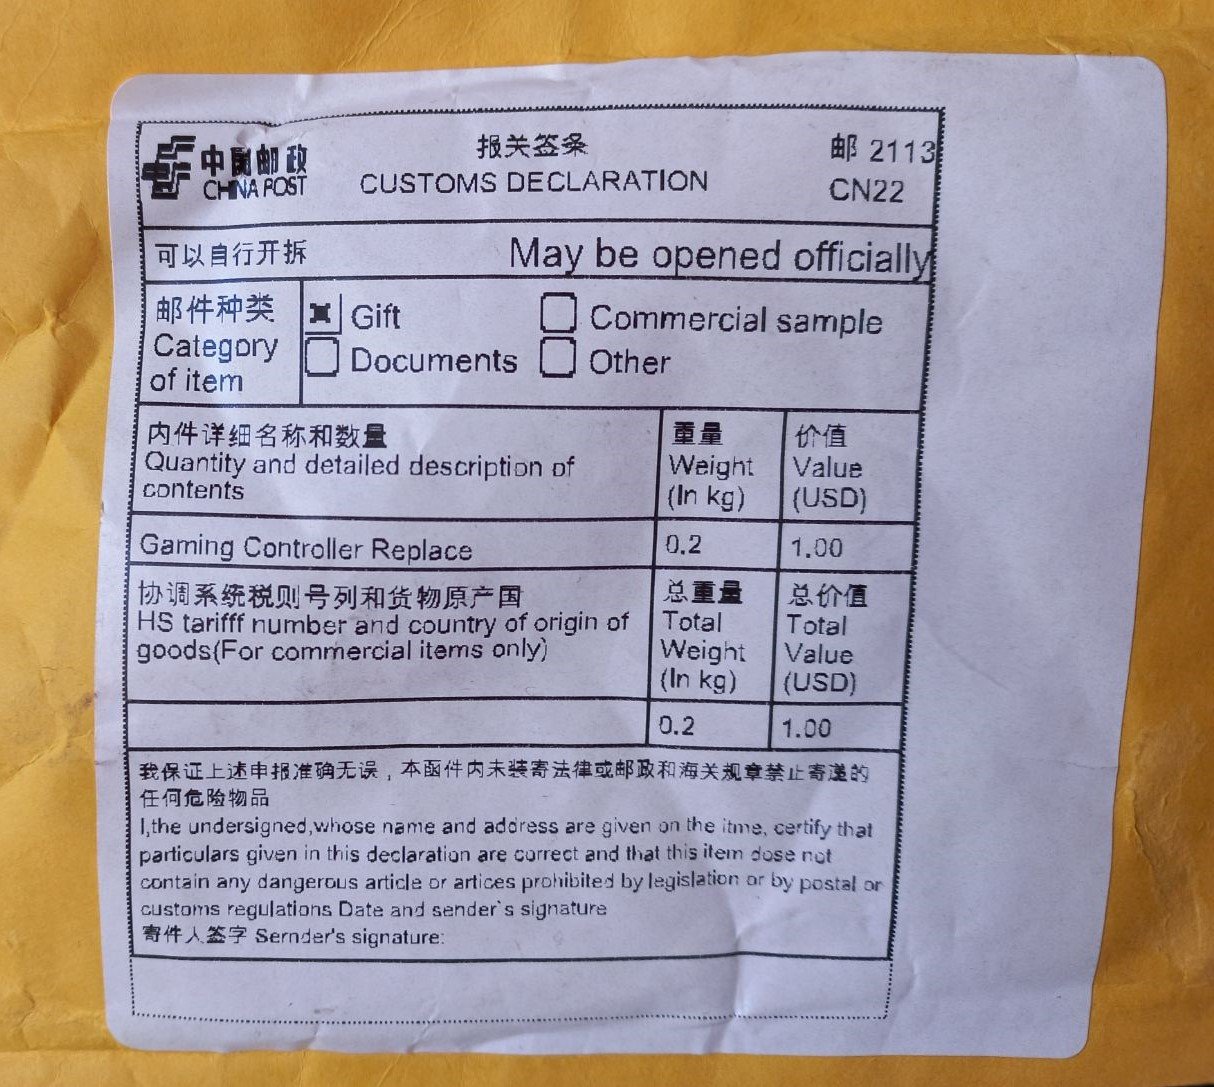 中国邮政
CHINA POST
报关签条
CUSTOMS DECLARATION
邮 2113
CN22
可以自行开拆
May be opened officially
邮件种类
Category
of item
Gift
Commercial sample
Documents
Other
内件详细名称和数量
Quantity and detailed description of
contents
重量
Weight
(In kg)
价值
Value
(USD)
Gaming Controller Replace
0.2
1.00
协调系统税则号列和货物原产国
HS tarifff number and country of origin of
goods(For commercial items only)
总重量
Total
Weight
(In kg)
总价值
Total
Value
(USD)
0.2
1.00
我保证上述申报准确无误，本函件内未装寄法律或邮政和海关规章禁止寄递的
任何危险物品
I,the undersigned,whose name and address are given on the itme, certify that
particulars given in this declaration are correct and that this item dose not
contain any dangerous article or artices prohibited by legislation or by postal or
customs regulations Date and sender`s signature
寄件人签字 Sernder's signature: